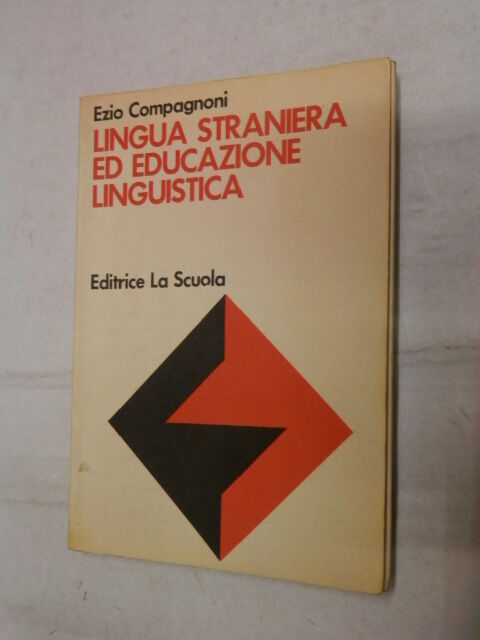 Ezio Compagnoni
LINGUA STRANIERA
ED EDUCAZIONE
LINGUISTICA
Editrice La Scuola